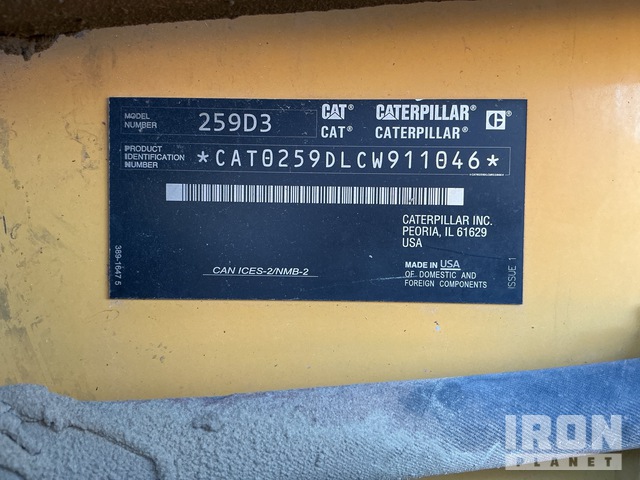 MODEL NUMBER 259D3
CAT CATERPILLAR C
CAT® CATERPILLAR®
PRODUCT IDENTIFICATION NUMBER *CAT0259DLCW911046*
CATERPILLAR INC.
PEORIA, IL 61629
USA
MADE IN USA
OF DOMESTIC AND
FOREIGN COMPONENTS
CAN ICES-2/NMB-2
389-1647 5
ISSUE 1
IRON
PLANET